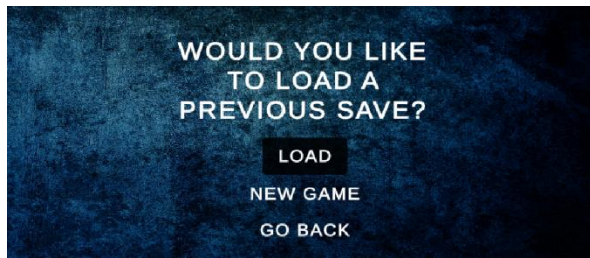 WOULD YOU LIKE
TO LOAD A
PREVIOUS SAVE?
LOAD
NEW GAME
GO BACK